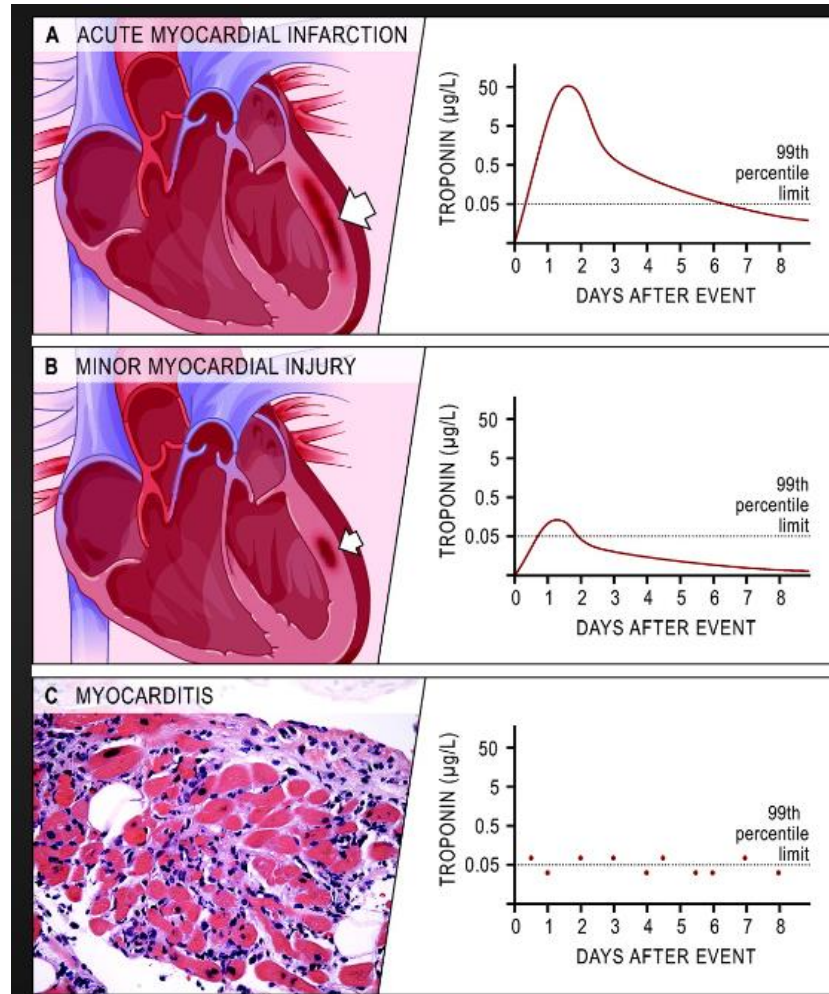 A ACUTE MYOCARDIAL INFARCTION
TROPONIN (µg/L)
50
5
0.5
0.05
99th
percentile
limit
0 1 2 3 4 5 6 7 8
DAYS AFTER EVENT
B MINOR MYOCARDIAL INJURY
TROPONIN (µg/L)
50
5
0.5
0.05
99th
percentile
limit
0 1 2 3 4 5 6 7 8
DAYS AFTER EVENT
C MYOCARDITIS
TROPONIN (µg/L)
50
5
0.5
0.05
99th
percentile
limit
0 1 2 3 4 5 6 7 8
DAYS AFTER EVENT